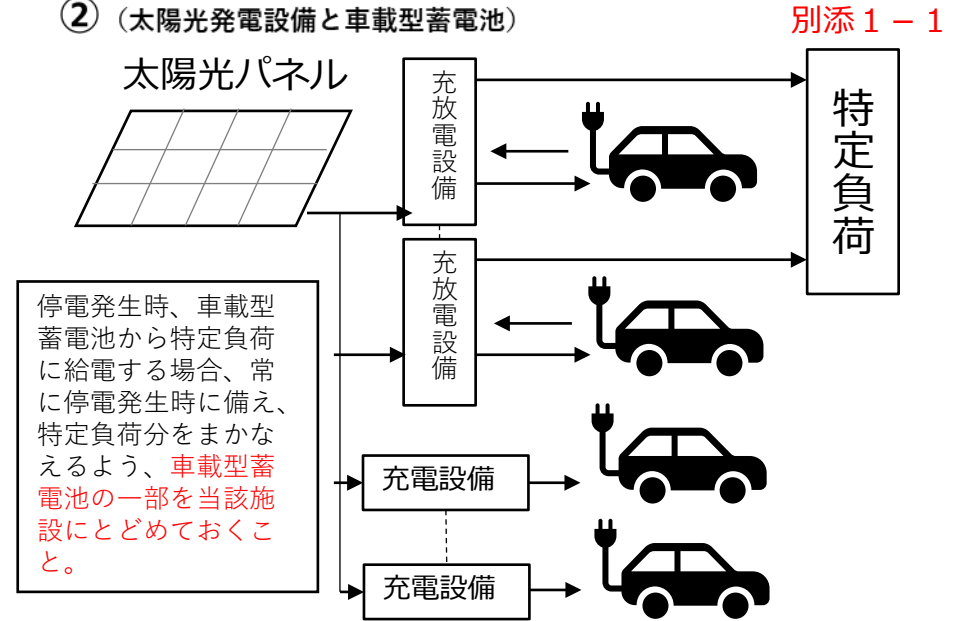 ② （太陽光発電設備と車載型蓄電池）
別添１－１
太陽光パネル
充放電設備
特定負荷
充放電設備
停電発生時、車載型
蓄電池から特定負荷
に給電する場合、常
に停電発生時に備え、
特定負荷分をまかな
えるよう、車載型蓄
電池の一部を当該施
設にとどめておくこ
と。
充電設備
充電設備